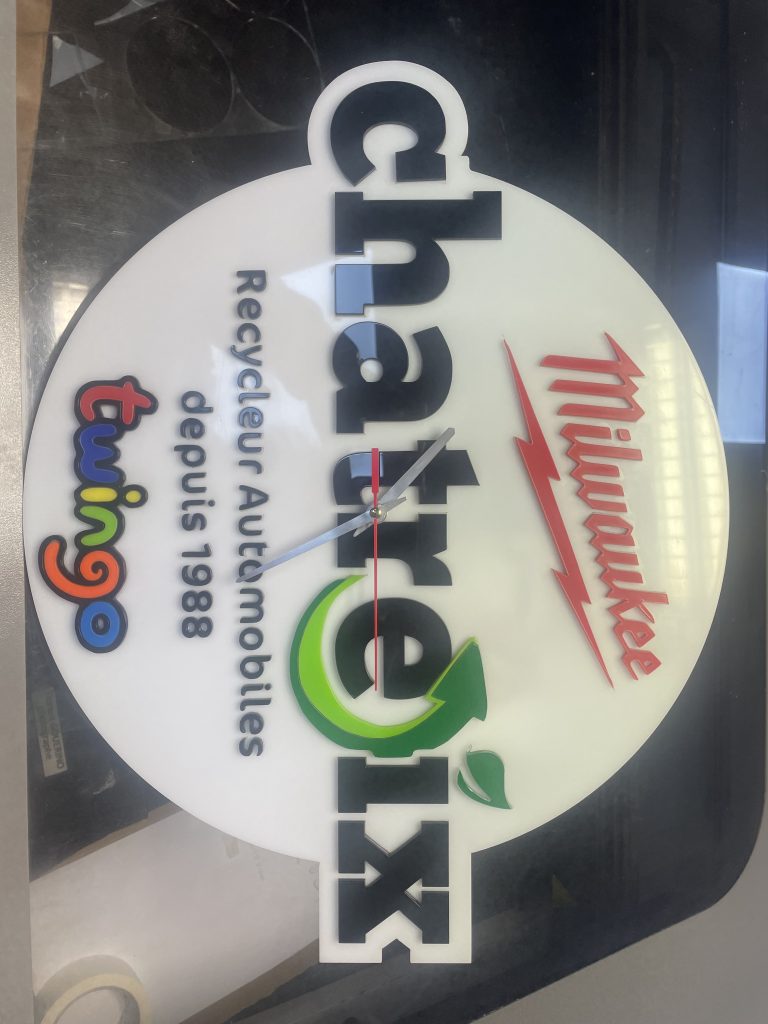 Milwaukee
chatreix
Recycleur Automobiles
depuis 1988
twingo